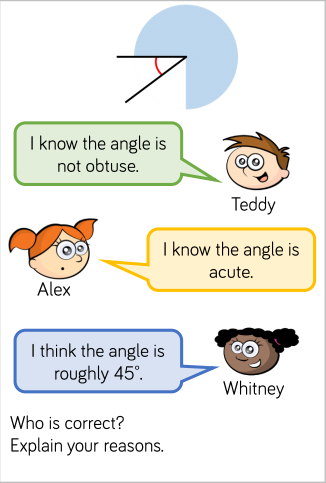 I know the angle is
not obtuse.
Teddy
I know the angle is
acute.
Alex
I think the angle is
roughly 45°.
Whitney
Who is correct?
Explain your reasons.